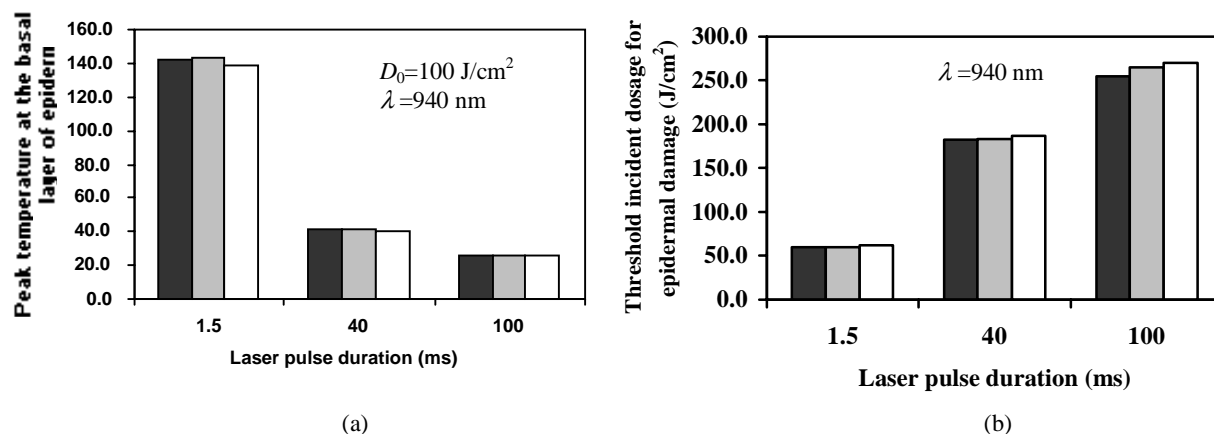 Peak temperature at the basal
layer of epidern
160.0
140.0
120.0
100.0
80.0
60.0
40.0
20.0
0.0
D0=100 J/cm2
λ =940 nm
1.5 40 100
Laser pulse duration (ms)
(a)
Threshold incident dosage for
epidermal damage (J/cm2)
300.0
250.0
200.0
150.0
100.0
50.0
0.0
λ =940 nm
1.5 40 100
Laser pulse duration (ms)
(b)